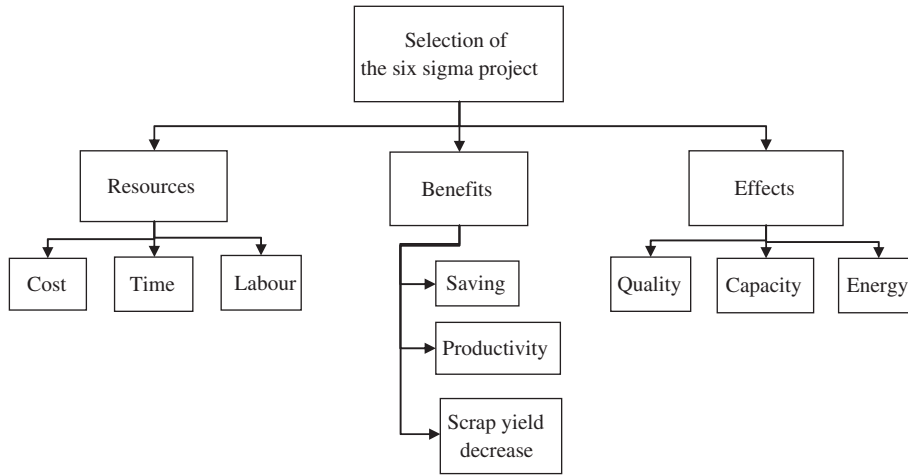 Selection of
the six sigma project
Resources
Benefits
Effects
Cost
Time
Labour
Saving
Productivity
Scrap yield
decrease
Quality
Capacity
Energy